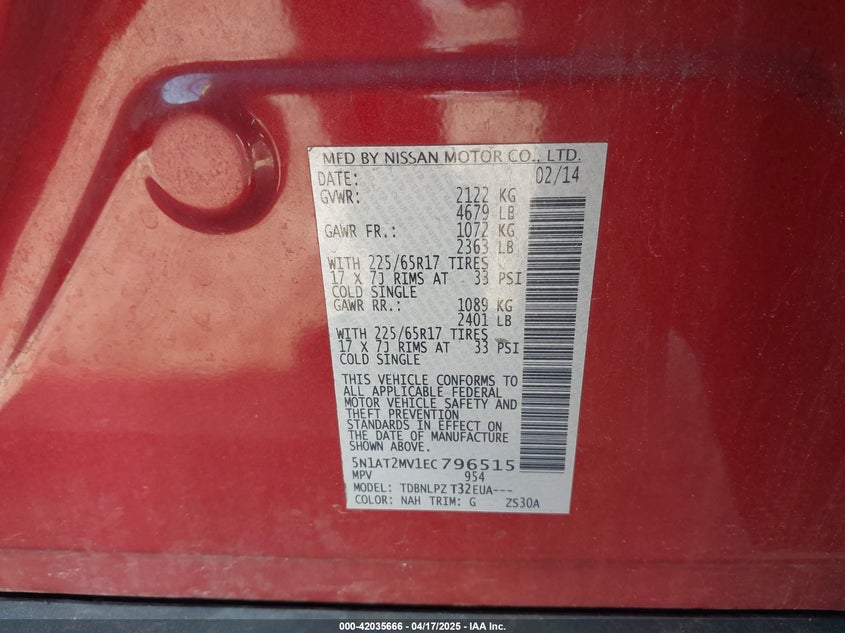 MFD BY NISSAN MOTOR CO., LTD.
DATE: 02/14
GVWR: 2122 KG
4679 LB
GAWR FR.: 1072 KG
2363 LB
WITH 225/65R17 TIRES
17 X 7J RIMS AT 33 PSI
COLD SINGLE
GAWR RR.: 1089 KG
2401 LB
WITH 225/65R17 TIRES
17 X 7J RIMS AT 33 PSI
COLD SINGLE
THIS VEHICLE CONFORMS TO
ALL APPLICABLE FEDERAL
MOTOR VEHICLE SAFETY AND
THEFT PREVENTION
STANDARDS IN EFFECT ON
THE DATE OF MANUFACTURE
SHOWN ABOVE.
5N1AT2MV1EC796515
MPV 954
MODEL: TDBNLPZ T32EUA---
COLOR: NAH TRIM: G ZS30A
000-42035666 - 04/17/2025 - IAA Inc.